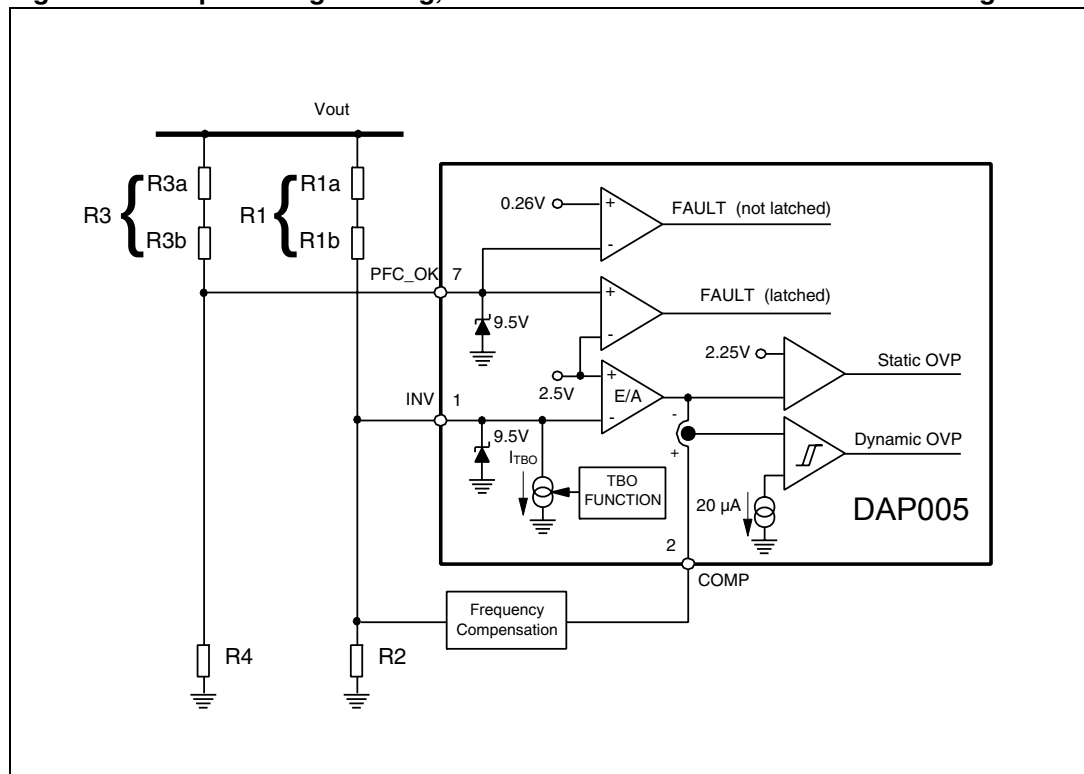 Vout
R3 { R3a
R3b
R1 { R1a
R1b
0.26V
+
-
FAULT (not latched)
PFC_OK 7
9.5V
+
-
FAULT (latched)
2.5V
+
E/A
-
2.25V
Static OVP
INV 1
9.5V
ITBO
TBO
FUNCTION
-
+
Dynamic OVP
20 µA
DAP005
2
COMP
Frequency
Compensation
R4
R2